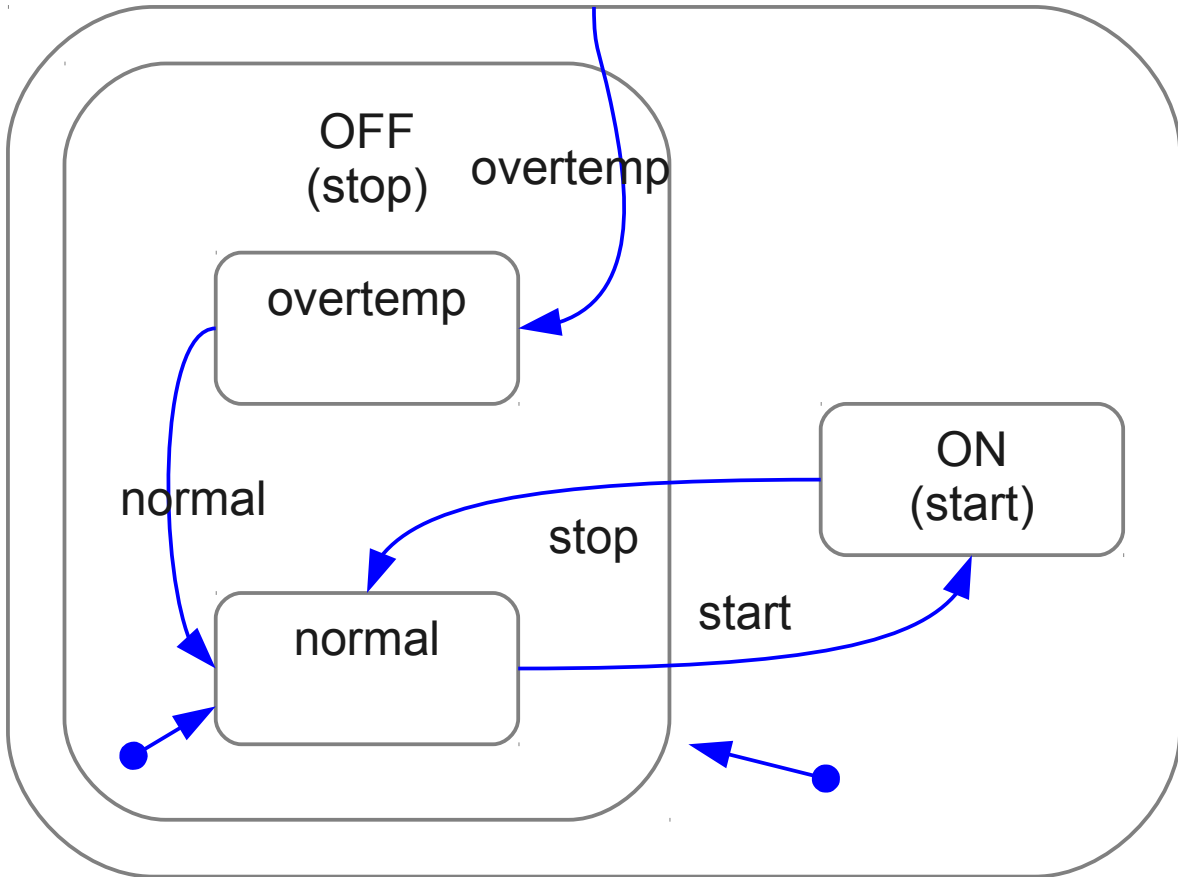 OFF
(stop)
overtemp
overtemp
ON
(start)
normal
stop
start
normal